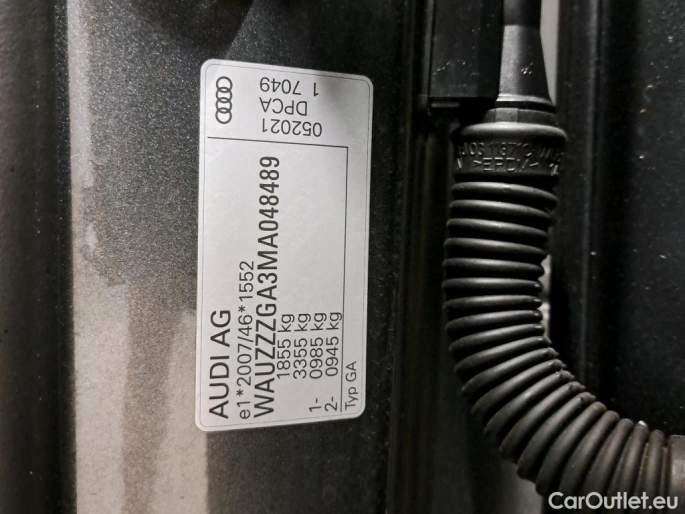 AUDI AG
e1*2007/46*1552
WAUZZZGA3MA048489
1855 kg
3355 kg
1- 0985 kg
2- 0945 kg
Typ GA
052021
DPCA
1 7049
CarOutlet.eu